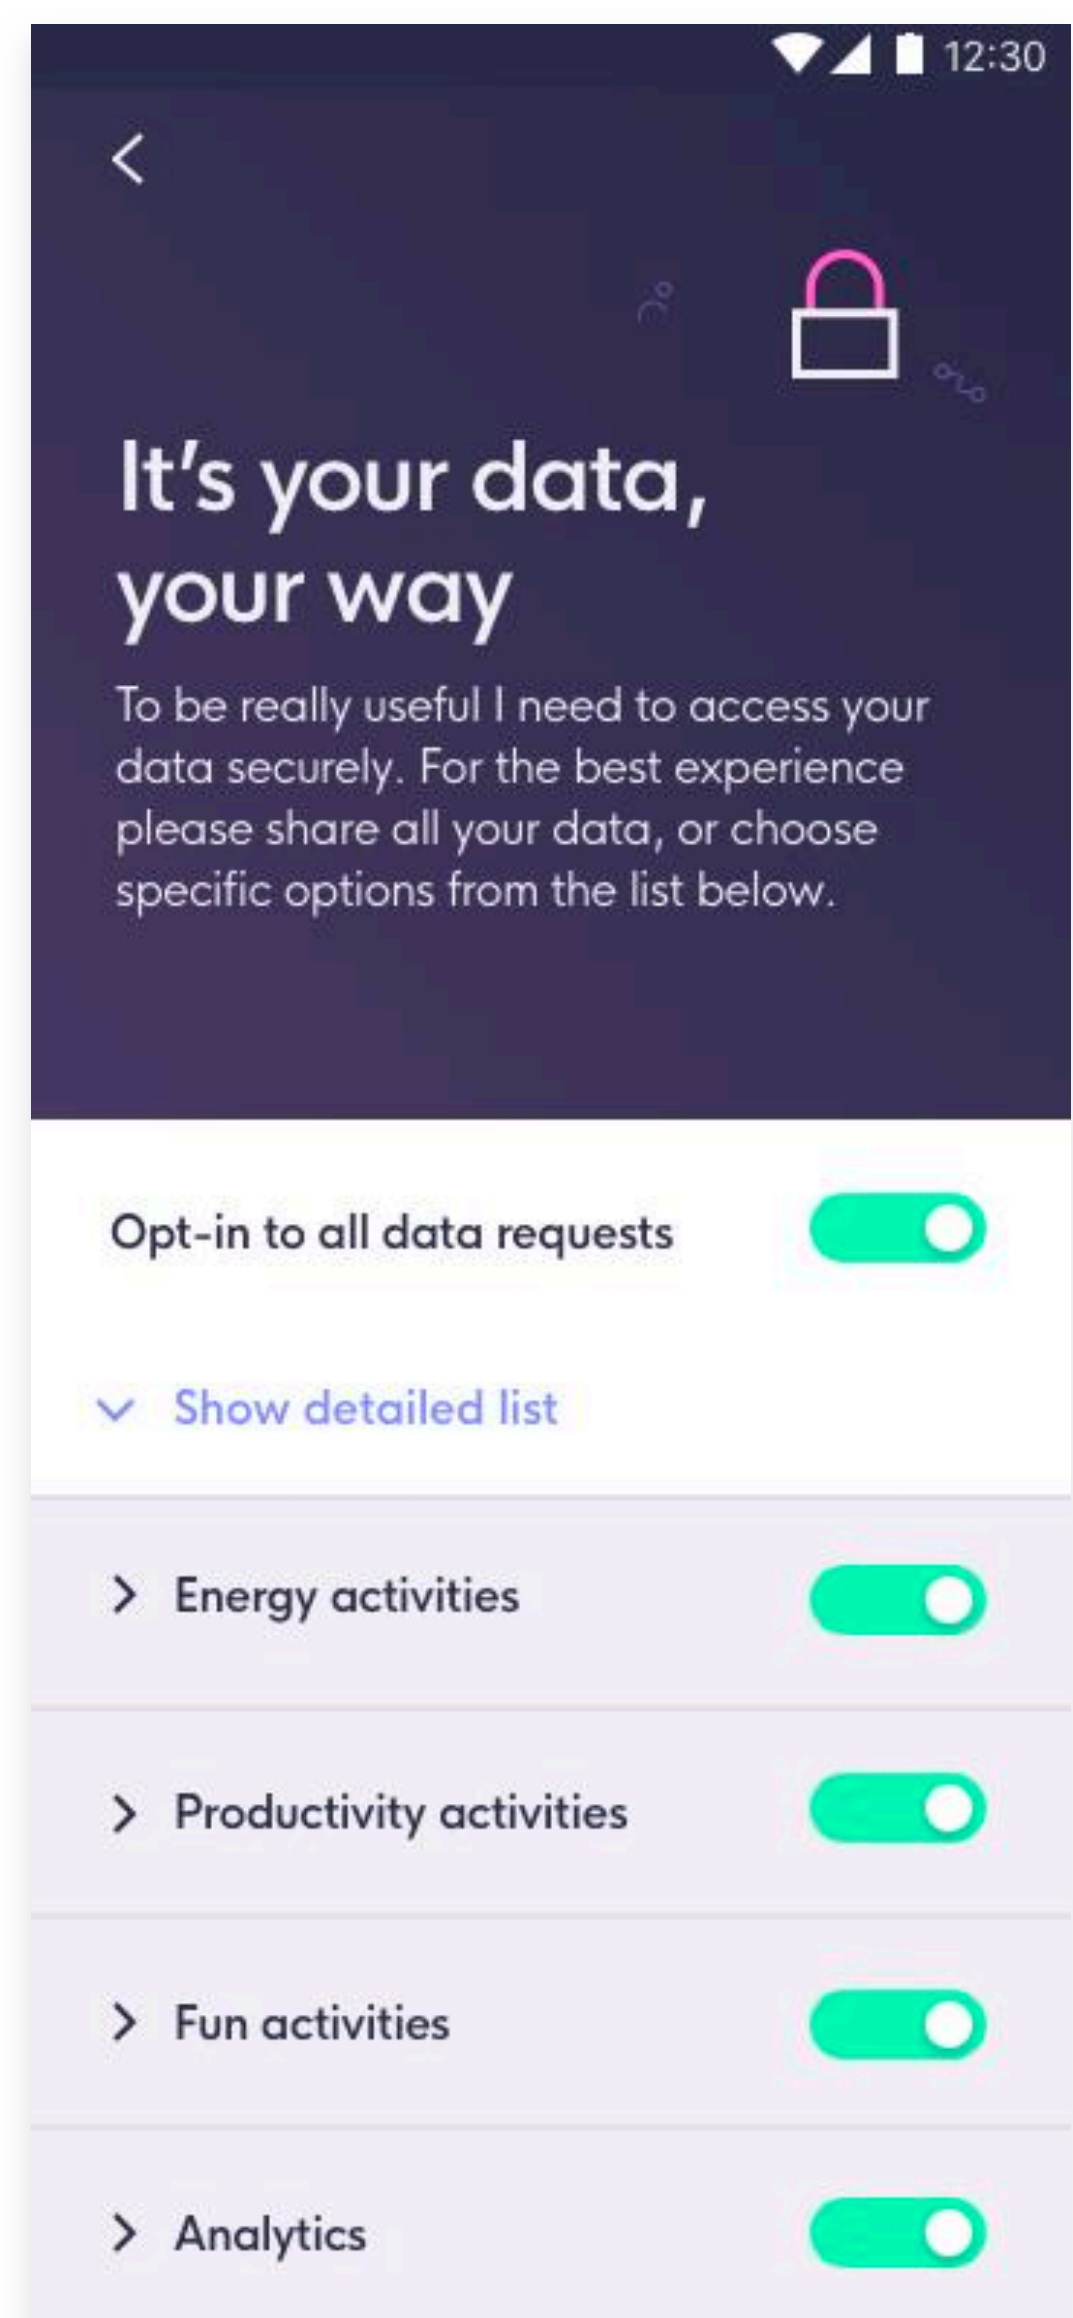 12:30
It's your data,
your way
To be really useful I need to access your
data securely. For the best experience
please share all your data, or choose
specific options from the list below.
Opt-in to all data requests
Show detailed list
Energy activities
Productivity activities
Fun activities
Analytics